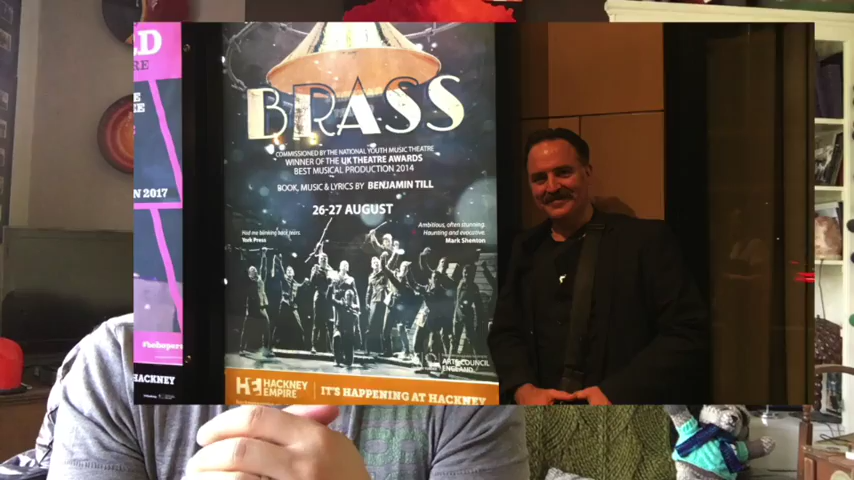 D
RE
E
N 2017
HACKNEY
BRASS
COMMISSIONED BY THE NATIONAL YOUTH MUSIC THEATRE
WINNER OF THE UK THEATRE AWARDS
BEST MUSICAL PRODUCTION 2014
BOOK, MUSIC & LYRICS BY BENJAMIN TILL
26-27 AUGUST
Had me blinking back tears.
York Press
Ambitious, often stunning.
Haunting and evocative.
Mark Shenton
ARTS COUNCIL
ENGLAND
HE HACKNEY
EMPIRE
IT'S HAPPENING AT HACKNEY